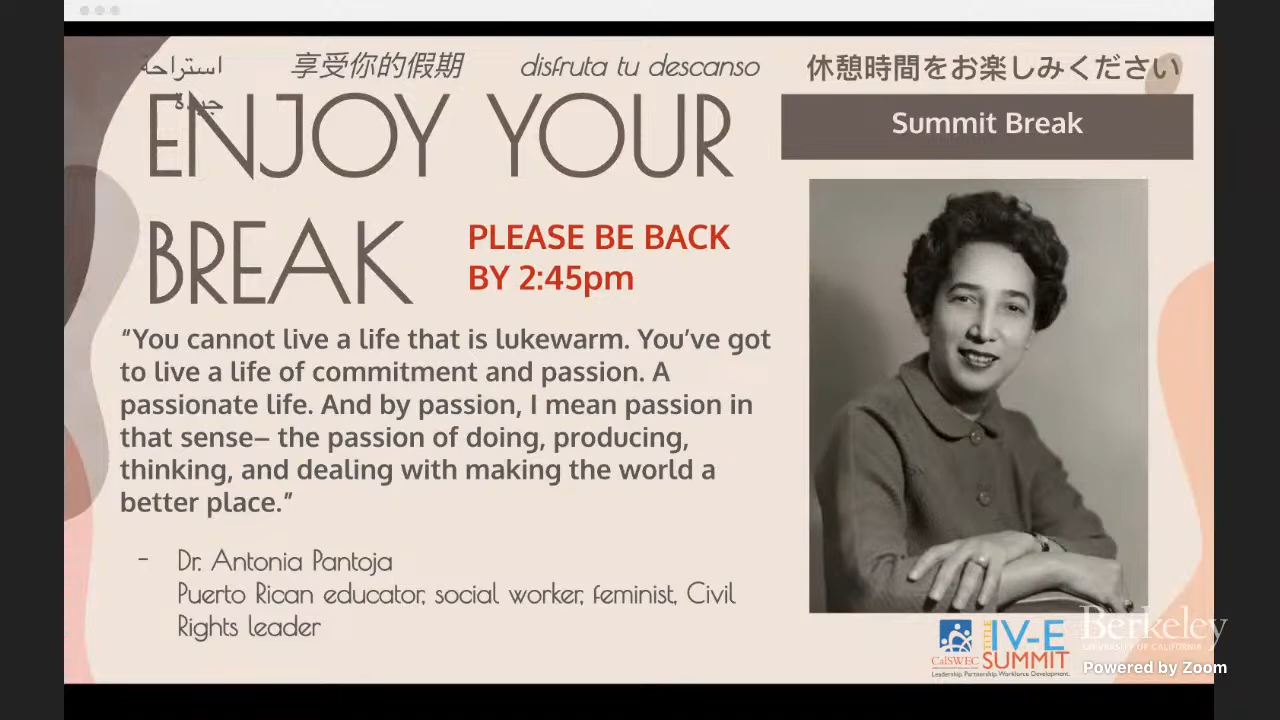 استراحة
جيدة
享受你的假期
disfruta tu descanso
休憩時間をお楽しみください
ENJOY YOUR
BREAK
PLEASE BE BACK
BY 2:45pm
Summit Break
“You cannot live a life that is lukewarm. You’ve got
to live a life of commitment and passion. A
passionate life. And by passion, I mean passion in
that sense– the passion of doing, producing,
thinking, and dealing with making the world a
better place.”
- Dr. Antonia Pantoja
Puerto Rican educator, social worker, feminist, Civil
Rights leader
CalSWEC
TITLE
IV-E
SUMMIT
Leadership. Partnership. Workforce Development.
Berkeley
UNIVERSITY OF CALIFORNIA
Powered by Zoom